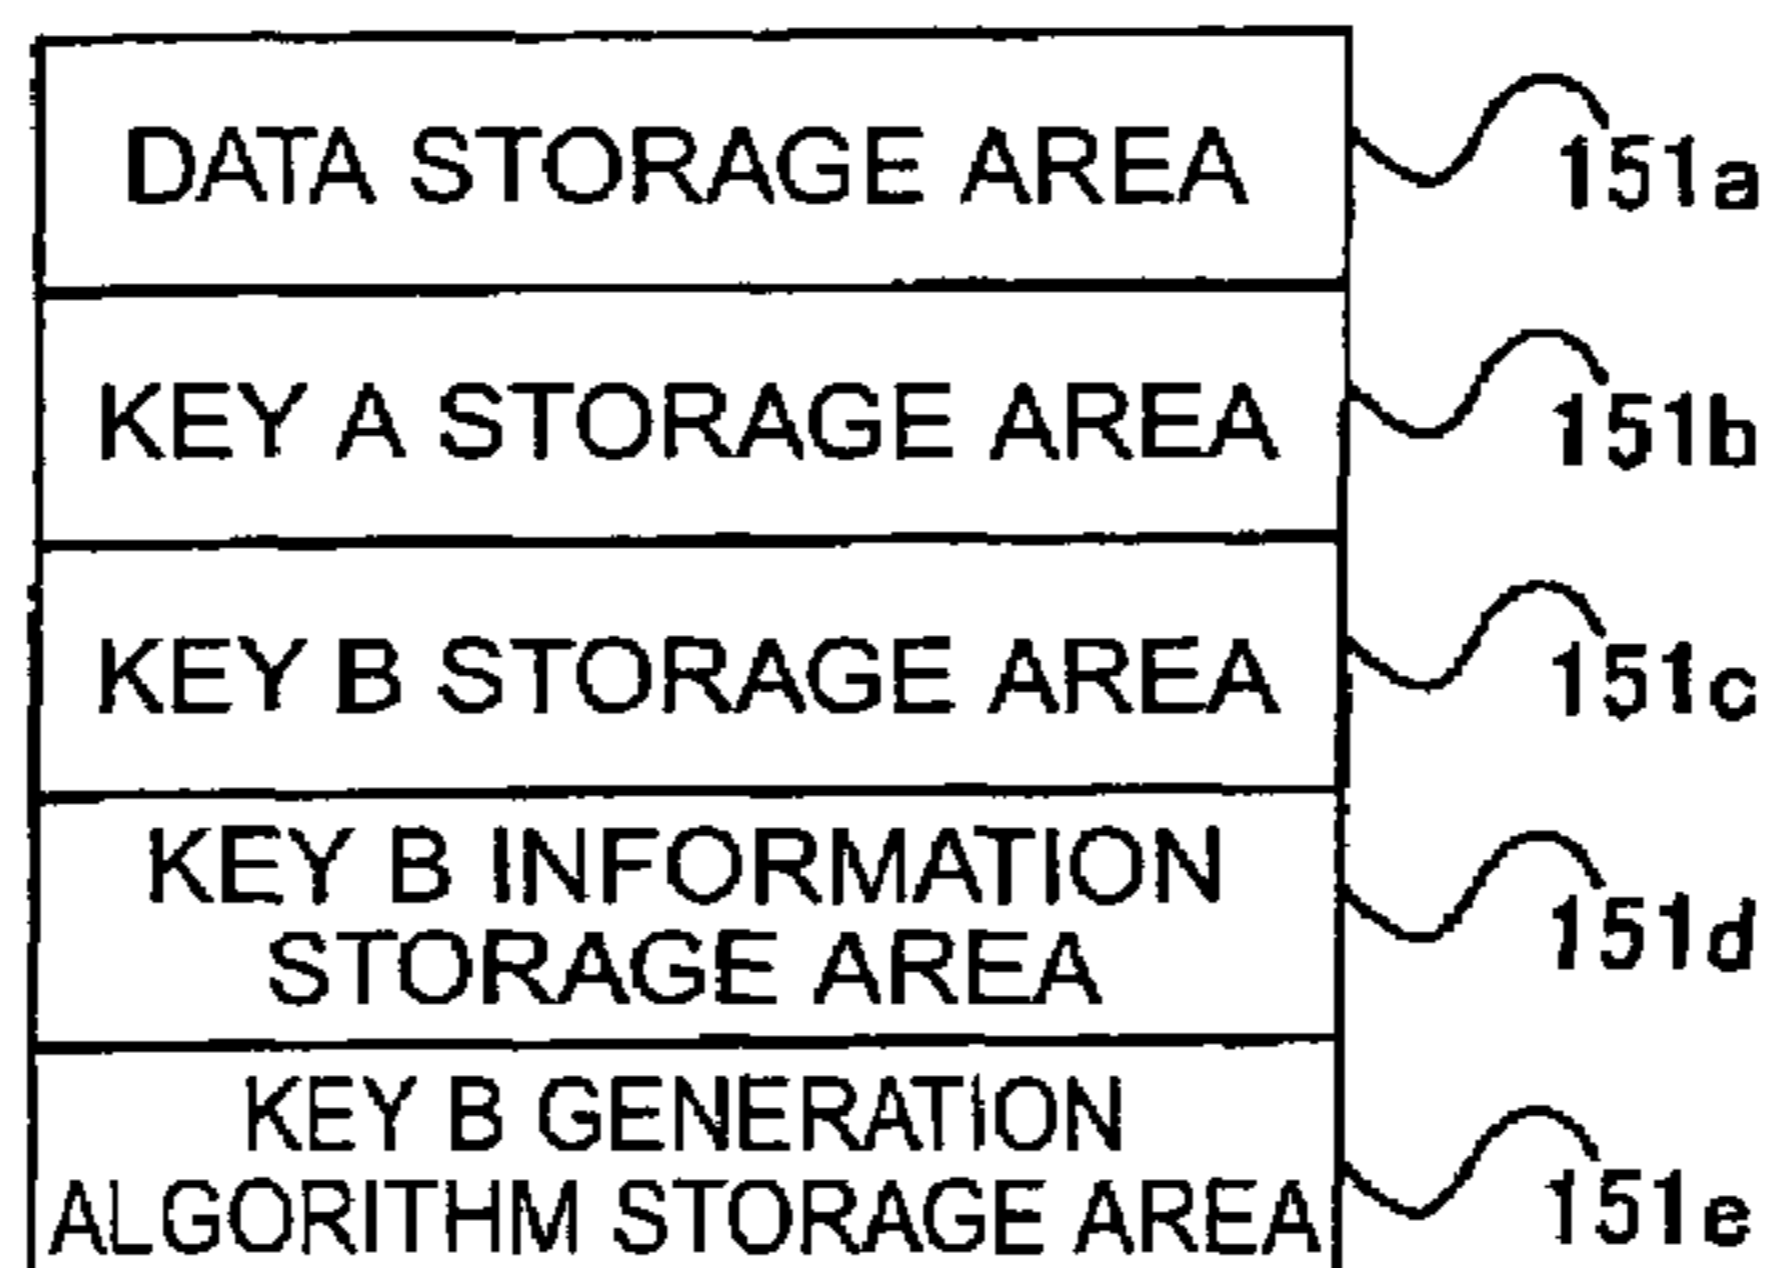 DATA STORAGE AREA 151a
KEY A STORAGE AREA 151b
KEY B STORAGE AREA 151c
KEY B INFORMATION
STORAGE AREA 151d
KEY B GENERATION
ALGORITHM STORAGE AREA 151e